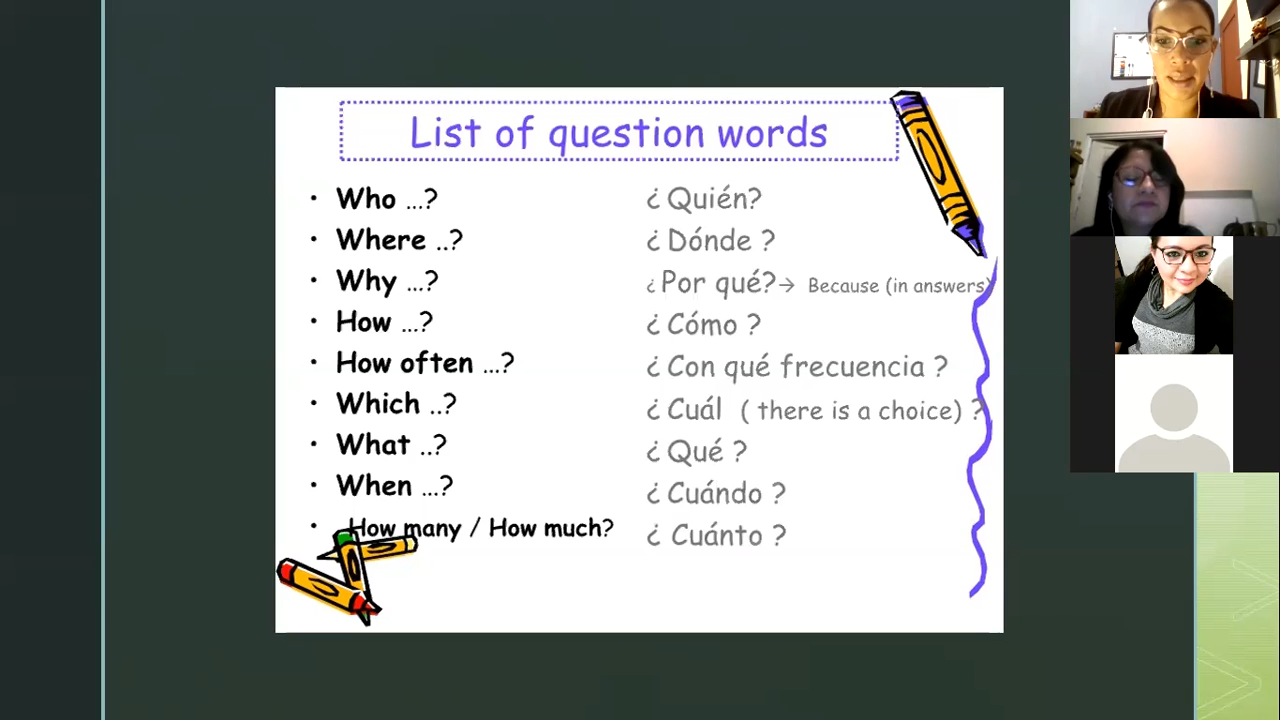 List of question words
• Who ...? ¿ Quién?
• Where ..? ¿ Dónde ?
• Why ...? ¿ Por qué?→ Because (in answers)
• How ...? ¿ Cómo ?
• How often ...? ¿ Con qué frecuencia ?
• Which ..? ¿ Cuál ( there is a choice) ?
• What ..? ¿ Qué ?
• When ...? ¿ Cuándo ?
• How many / How much? ¿ Cuánto ?